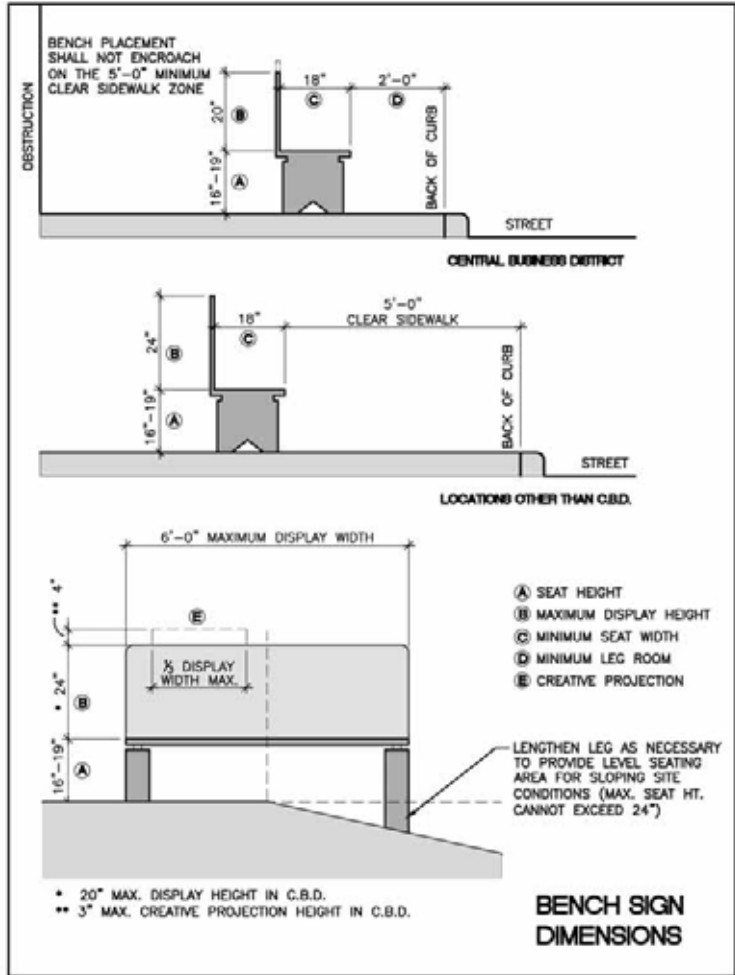 BENCH PLACEMENT
SHALL NOT ENCROACH
ON THE 5'-0" MINIMUM
CLEAR SIDEWALK ZONE
OBSTRUCTION
18"
2'-0"
C
D
20"
B
16"-19"
A
BACK OF CURB
STREET
CENTRAL BUSINESS DISTRICT
5'-0"
18"
CLEAR SIDEWALK
C
24"
B
16"-19"
A
BACK OF CURB
STREET
LOCATIONS OTHER THAN C.B.D.
6'-0" MAXIMUM DISPLAY WIDTH
** 4"
E
⅓ DISPLAY
WIDTH MAX.
* 24"
B
16"-19"
A
A SEAT HEIGHT
B MAXIMUM DISPLAY HEIGHT
C MINIMUM SEAT WIDTH
D MINIMUM LEG ROOM
E CREATIVE PROJECTION
LENGTHEN LEG AS NECESSARY
TO PROVIDE LEVEL SEATING
AREA FOR SLOPING SITE
CONDITIONS (MAX. SEAT HT.
CANNOT EXCEED 24")
* 20" MAX. DISPLAY HEIGHT IN C.B.D.
** 3" MAX. CREATIVE PROJECTION HEIGHT IN C.B.D.
BENCH SIGN
DIMENSIONS